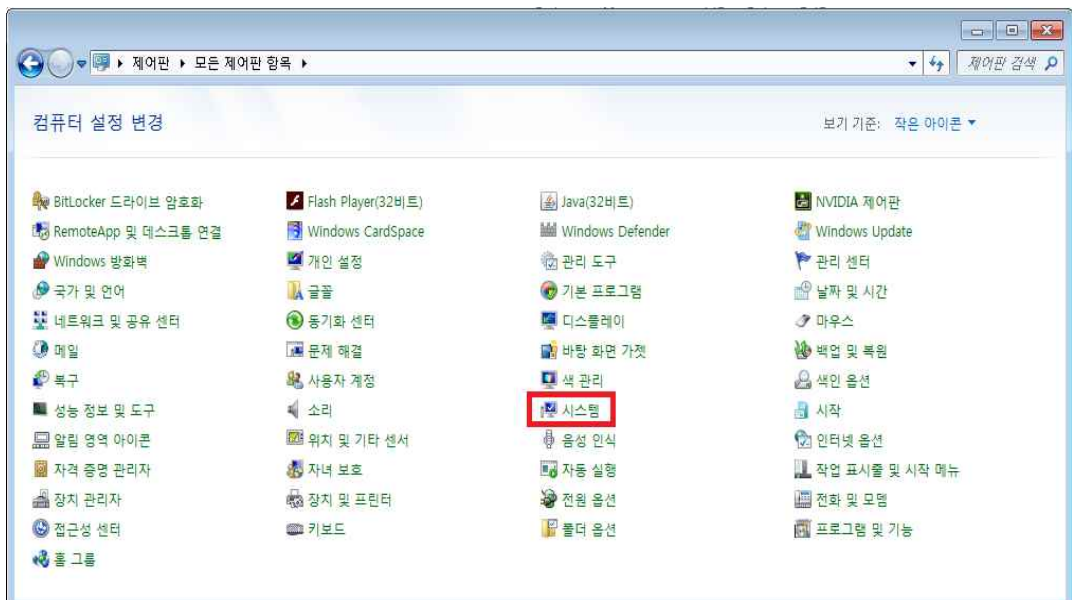 제어판 ▸ 모든 제어판 항목 ▸
제어판 검색
컴퓨터 설정 변경
보기 기준: 작은 아이콘
BitLocker 드라이브 암호화
Flash Player(32비트)
Java(32비트)
NVIDIA 제어판
RemoteApp 및 데스크톱 연결
Windows CardSpace
Windows Defender
Windows Update
Windows 방화벽
개인 설정
관리 도구
관리 센터
국가 및 언어
글꼴
기본 프로그램
날짜 및 시간
네트워크 및 공유 센터
동기화 센터
디스플레이
마우스
메일
문제 해결
바탕 화면 가젯
백업 및 복원
복구
사용자 계정
색 관리
색인 옵션
성능 정보 및 도구
소리
시스템
시작
알림 영역 아이콘
위치 및 기타 센서
음성 인식
인터넷 옵션
자격 증명 관리자
자녀 보호
자동 실행
작업 표시줄 및 시작 메뉴
장치 관리자
장치 및 프린터
전원 옵션
전화 및 모뎀
접근성 센터
키보드
폴더 옵션
프로그램 및 기능
홈 그룹